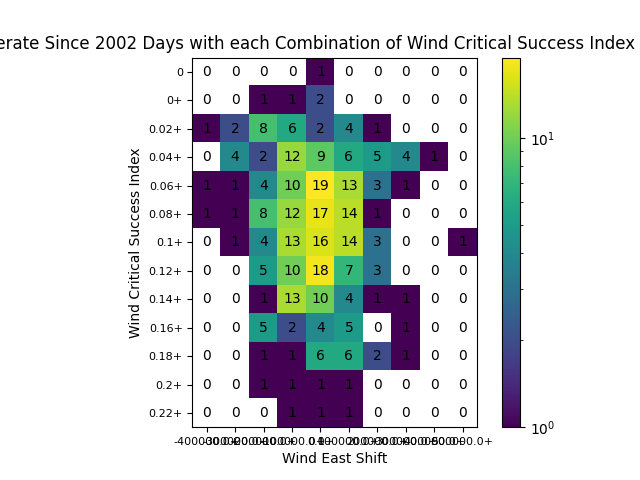 erate Since 2002 Days with each Combination of Wind Critical Success Index
0 0 0 0 0 1 0 0 0 0 0
0+ 0 0 1 1 2 0 0 0 0 0
0.02+ 1 2 8 6 2 4 1 0 0 0
0.04+ 0 4 2 12 9 6 5 4 1 0
0.06+ 1 1 4 10 19 13 3 1 0 0
0.08+ 1 1 8 12 17 14 1 0 0 0
0.1+ 0 1 4 13 16 14 3 0 0 1
0.12+ 0 0 5 10 18 7 3 0 0 0
0.14+ 0 0 1 13 10 4 1 1 0 0
0.16+ 0 0 5 2 4 5 0 1 0 0
0.18+ 0 0 1 1 6 6 2 1 0 0
0.2+ 0 0 1 1 1 1 0 0 0 0
0.22+ 0 0 0 1 1 1 0 0 0 0
Wind East Shift
Wind Critical Success Index
10¹
10⁰